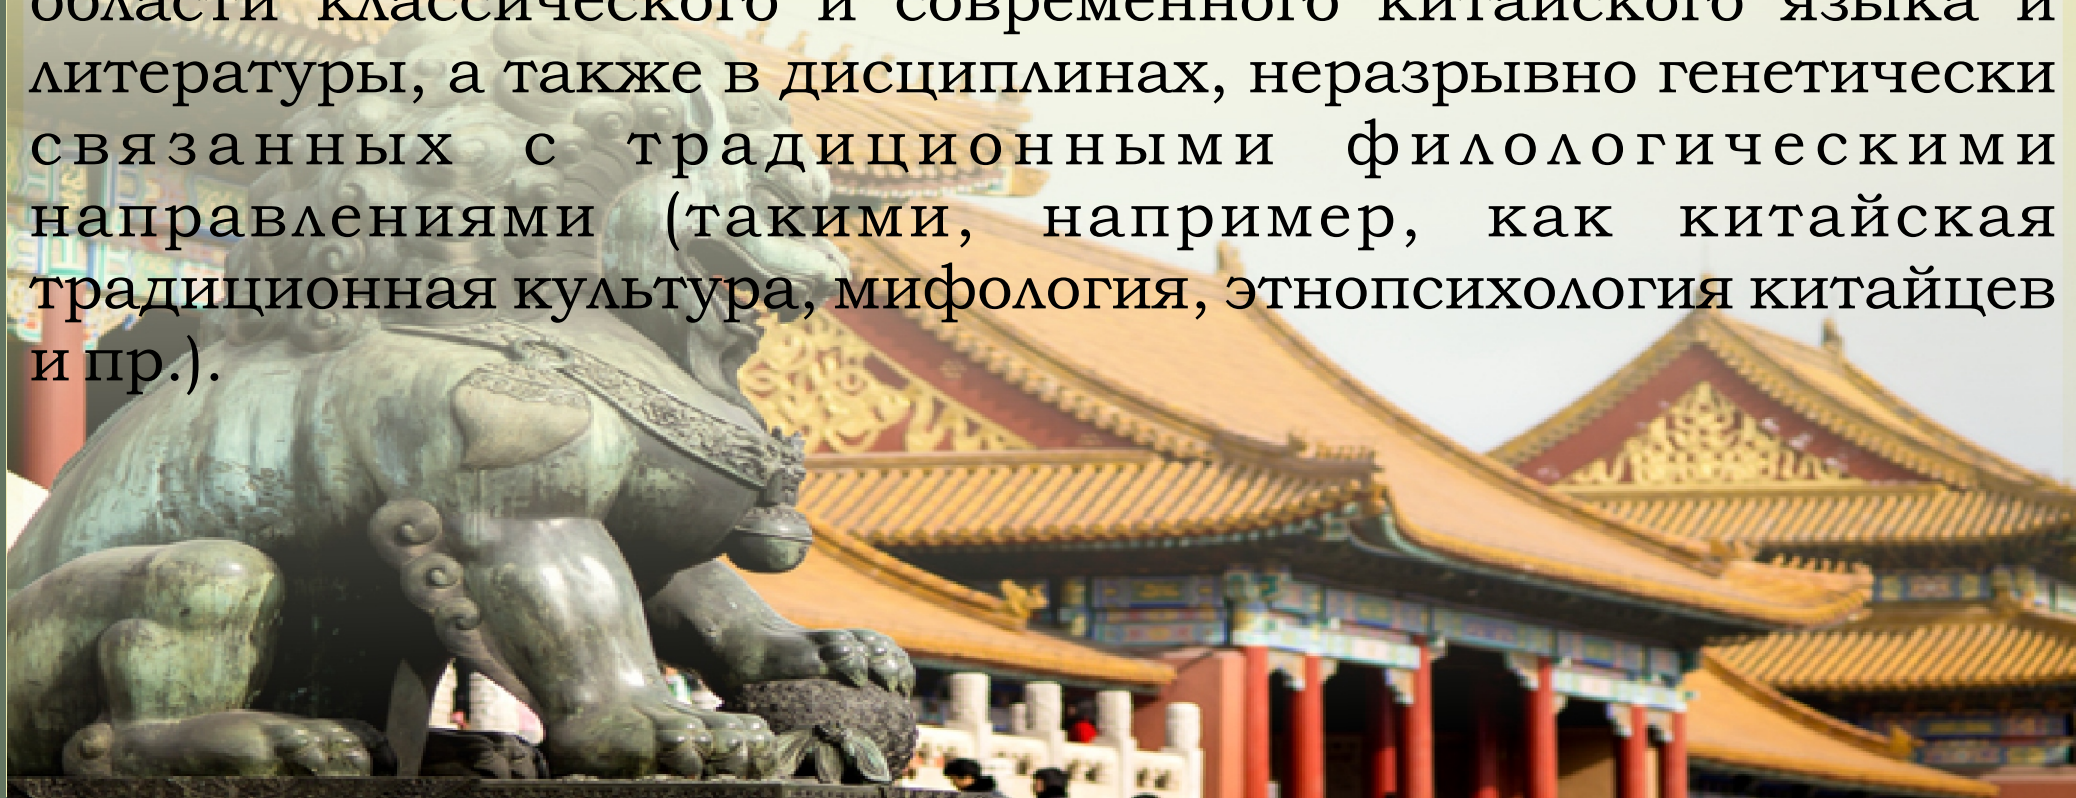 области классического и современного китайского языка и
литературы, а также в дисциплинах, неразрывно генетически
связанных с традиционными филологическими
направлениями (такими, например, как китайская
традиционная культура, мифология, этнопсихология китайцев
и пр.).